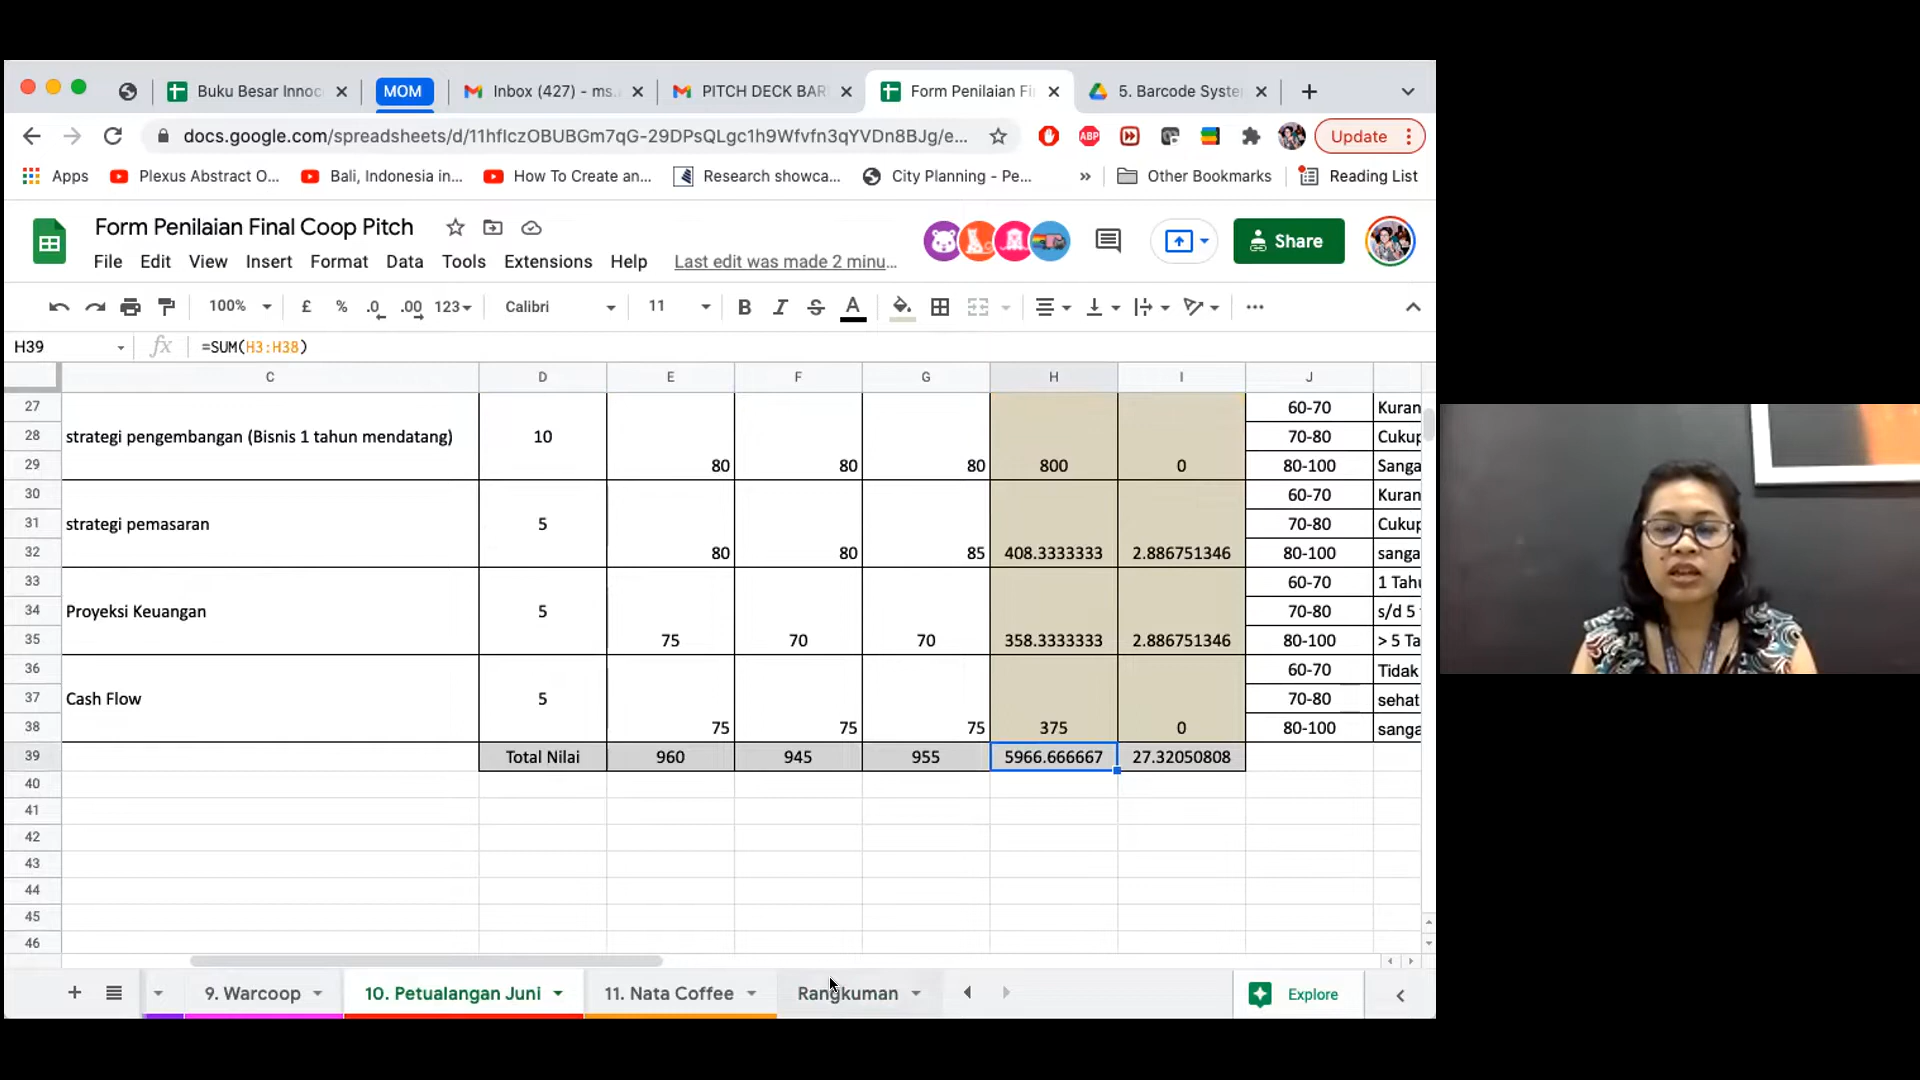 Buku Besar Innoc
MOM
Inbox (427) - ms.
PITCH DECK BAR
Form Penilaian Fi
5. Barcode Syste
docs.google.com/spreadsheets/d/11hfIczOBUBGm7qG-29DPsQLgc1h9Wfvfn3qYVDn8BJg/e...
ABP
Update
Apps
Plexus Abstract O...
Bali, Indonesia in...
How To Create an...
Research showca...
City Planning - Pe...
»
Other Bookmarks
Reading List
Form Penilaian Final Coop Pitch
Share
File Edit View Insert Format Data Tools Extensions Help Last edit was made 2 minu...
100% £ % .0 .00 123 Calibri 11 B I S A ...
H39 fx =SUM(H3:H38)
C D E F G H I J
27 60-70 Kuran
28 strategi pengembangan (Bisnis 1 tahun mendatang) 10 70-80 Cukup
29 80 80 80 800 0 80-100 Sanga
30 60-70 Kuran
31 strategi pemasaran 5 70-80 Cukup
32 80 80 85 408.3333333 2.886751346 80-100 sanga
33 60-70 1 Tahu
34 Proyeksi Keuangan 5 70-80 s/d 5
35 75 70 70 358.3333333 2.886751346 80-100 > 5 Ta
36 60-70 Tidak
37 Cash Flow 5 70-80 sehat
38 75 75 75 375 0 80-100 sanga
39 Total Nilai 960 945 955 5966.666667 27.32050808
40
41
42
43
44
45
46
9. Warcoop
10. Petualangan Juni
11. Nata Coffee
Rangkuman
Explore